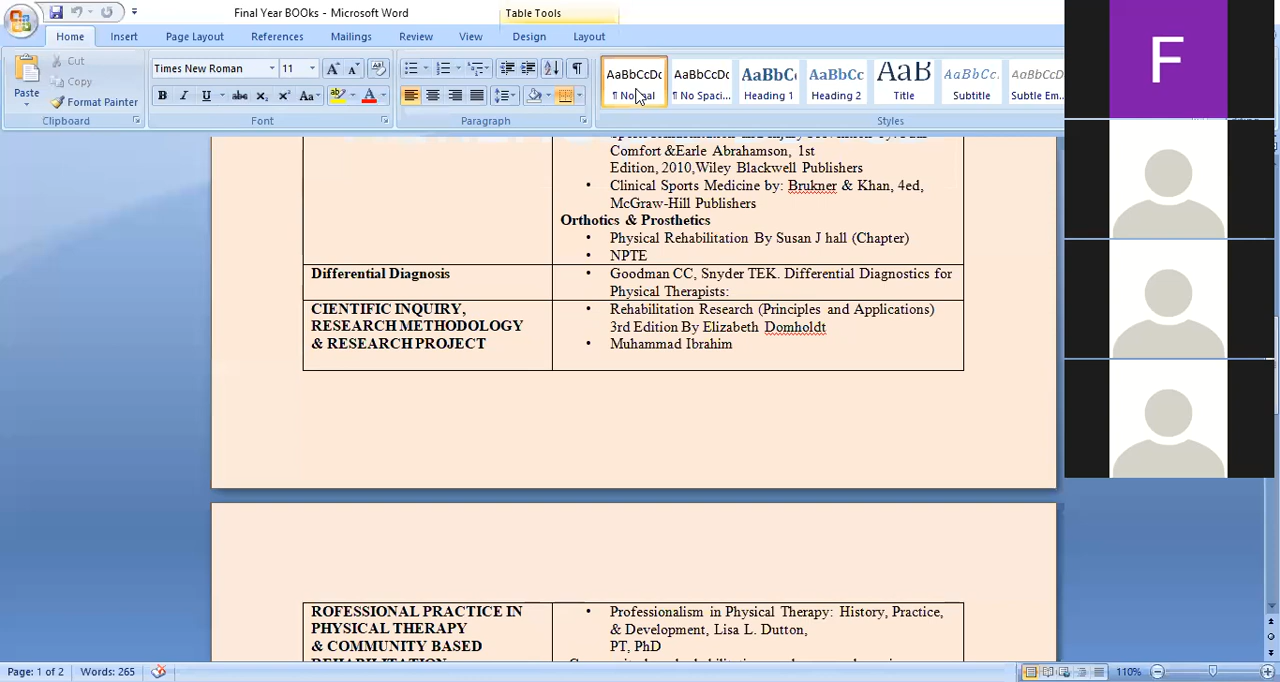 Final Year BOOks - Microsoft Word
Table Tools
Home Insert Page Layout References Mailings Review View Design Layout
Cut
Copy
Paste
Format Painter
Clipboard
Times New Roman 11
B I U abc X₂ X² Aa
Font
Paragraph
AaBbCcDc AaBbCcDc AaBbC AaBbCc AaB AaBbCc. AaBbCcD
¶ Normal ¶ No Spaci... Heading 1 Heading 2 Title Subtitle Subtle Em...
Styles
F
Comfort &Earle Abrahamson, 1st
Edition, 2010,Wiley Blackwell Publishers
• Clinical Sports Medicine by: Brukner & Khan, 4ed,
McGraw-Hill Publishers
Orthotics & Prosthetics
• Physical Rehabilitation By Susan J hall (Chapter)
• NPTE
Differential Diagnosis
• Goodman CC, Snyder TEK. Differential Diagnostics for
Physical Therapists:
CIENTIFIC INQUIRY,
RESEARCH METHODOLOGY
& RESEARCH PROJECT
• Rehabilitation Research (Principles and Applications)
3rd Edition By Elizabeth Domholdt
• Muhammad Ibrahim
ROFESSIONAL PRACTICE IN
PHYSICAL THERAPY
& COMMUNITY BASED
REHABILITATION
• Professionalism in Physical Therapy: History, Practice,
& Development, Lisa L. Dutton,
PT, PhD
Page: 1 of 2 Words: 265
110%